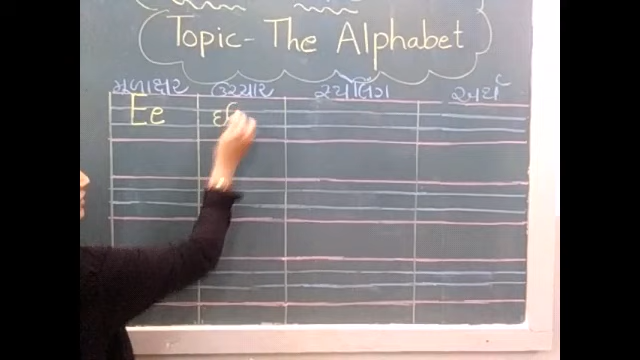 Topic - The Alphabet
મૂળાક્ષર ઉચ્ચાર સ્પેલિંગ અર્થ
Ee ઈ